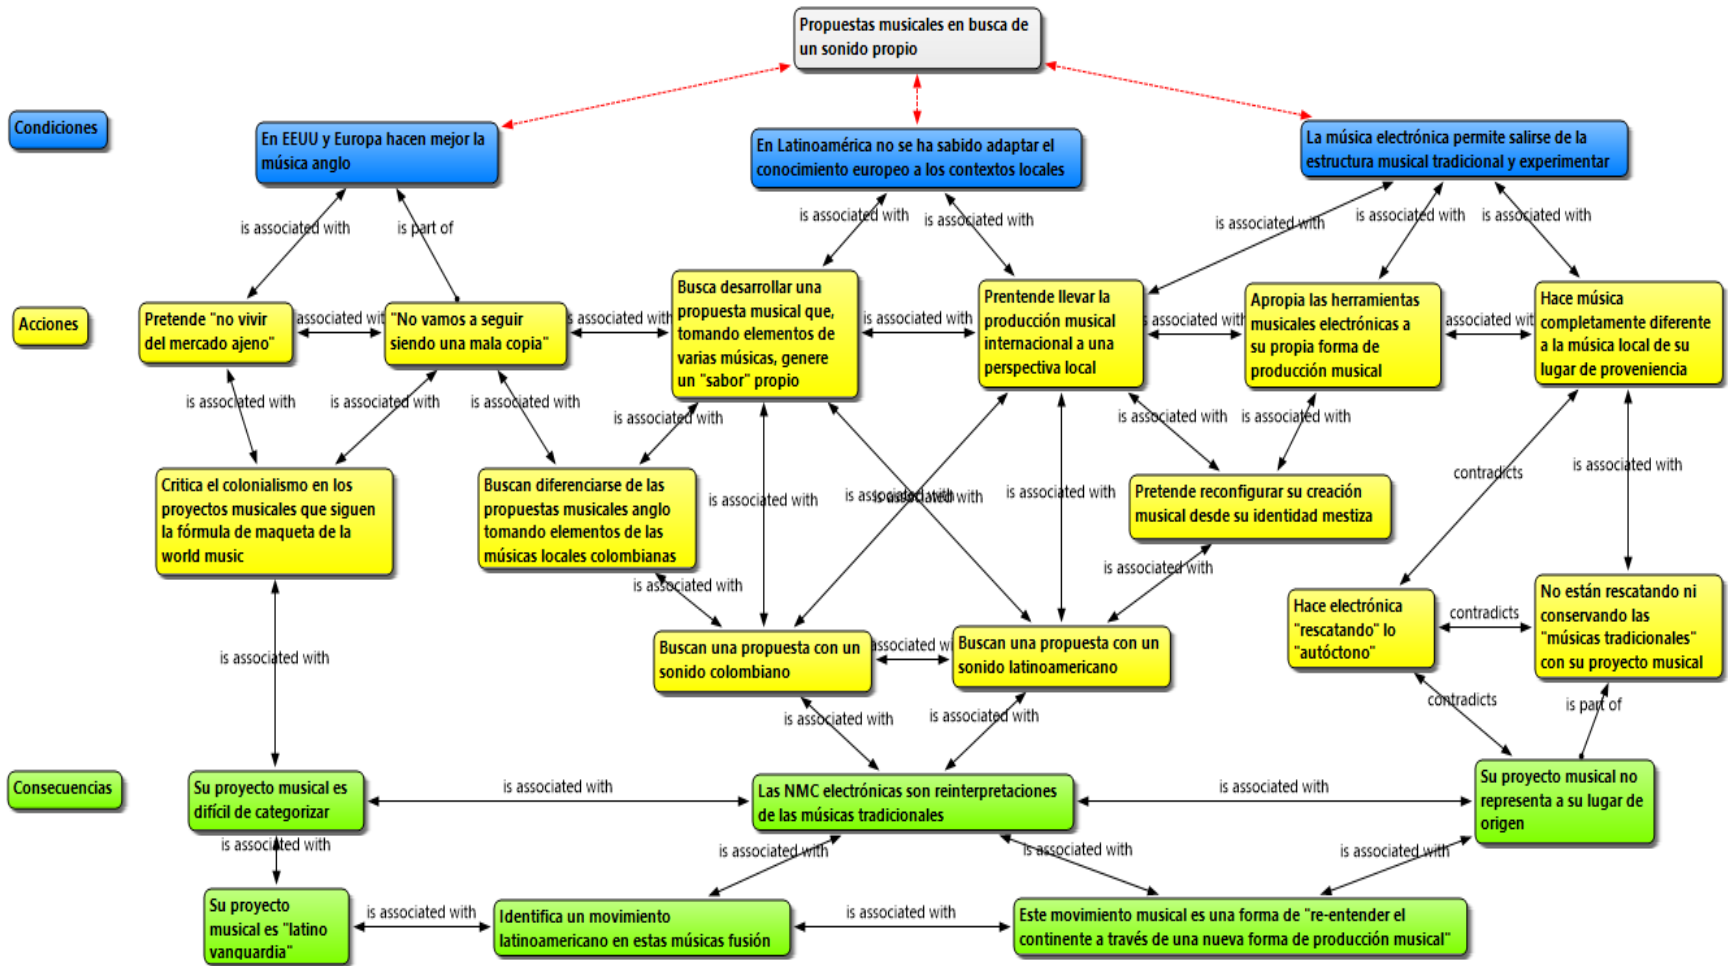 Propuestas musicales en busca de
un sonido propio
Condiciones
En EEUU y Europa hacen mejor la
música anglo
En Latinoamérica no se ha sabido adaptar el
conocimiento europeo a los contextos locales
La música electrónica permite salirse de la
estructura musical tradicional y experimentar
is associated with
is part of
is associated with
is associated with
is associated with
is associated with
is associated with
Acciones
Pretende "no vivir
del mercado ajeno"
associated wit
"No vamos a seguir
siendo una mala copia"
s associated with
Busca desarrollar una
propuesta musical que,
tomando elementos de
varias músicas, genere
un "sabor" propio
is associated with
Prentende llevar la
producción musical
internacional a una
perspectiva local
s associated wit
Apropia las herramientas
musicales electrónicas a
su propia forma de
producción musical
associated wit
Hace música
completamente diferente
a la música local de su
lugar de proveniencia
is associated with
is associated with
is associated with
is associated with
is associated with
is associated with
Critica el colonialismo en los
proyectos musicales que siguen
la fórmula de maqueta de la
world music
Buscan diferenciarse de las
propuestas musicales anglo
tomando elementos de las
músicas locales colombianas
is associated with
is associated with
is associated with
is associated with
Pretende reconfigurar su creación
musical desde su identidad mestiza
contradicts
is associated with
is associated with
is associated with
Hace electrónica
"rescatando" lo
"autóctono"
contradicts
No están rescatando ni
conservando las
"músicas tradicionales"
con su proyecto musical
is associated with
Buscan una propuesta con un
sonido colombiano
associated wi
Buscan una propuesta con un
sonido latinoamericano
is associated with
is associated with
contradicts
is part of
Consecuencias
Su proyecto musical es
difícil de categorizar
is associated with
Las NMC electrónicas son reinterpretaciones
de las músicas tradicionales
is associated with
Su proyecto musical no
representa a su lugar de
origen
is associated with
is associated with
is associated with
is associated with
Su proyecto
musical es "latino
vanguardia"
is associated with
Identifica un movimiento
latinoamericano en estas músicas fusión
is associated with
Este movimiento musical es una forma de "re-entender el
continente a través de una nueva forma de producción musical"